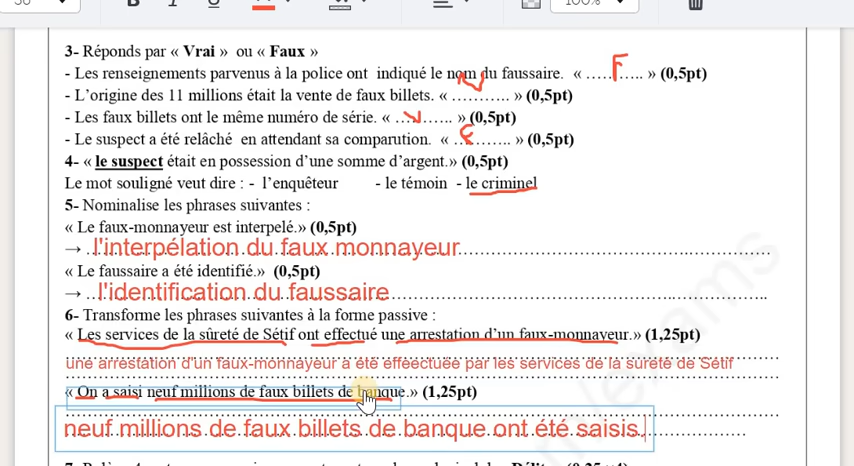 100%
3- Réponds par « Vrai » ou « Faux »
- Les renseignements parvenus à la police ont indiqué le nom du faussaire. « …..F….. » (0,5pt)
- L'origine des 11 millions était la vente de faux billets. « ……….. » (0,5pt)
- Les faux billets ont le même numéro de série. « …V…… » (0,5pt)
- Le suspect a été relâché en attendant sa comparution. « ..F…….. » (0,5pt)
4- « le suspect était en possession d'une somme d'argent.» (0,5pt)
Le mot souligné veut dire : - l'enquêteur - le témoin - le criminel
5- Nominalise les phrases suivantes :
« Le faux-monnayeur est interpelé.» (0,5pt)
→ ..l'interpélation du faux monnayeur……………………
« Le faussaire a été identifié.» (0,5pt)
→ …l'identification du faussaire……………………
6- Transforme les phrases suivantes à la forme passive :
« Les services de la sûreté de Sétif ont effectué une arrestation d'un faux-monnayeur.» (1,25pt)
une arrestation d'un faux-monnayeur a été efféectuée par les services de la sureté de Sétif
« On a saisi neuf millions de faux billets de banque.» (1,25pt)
neuf millions de faux billets de banque ont été saisis.